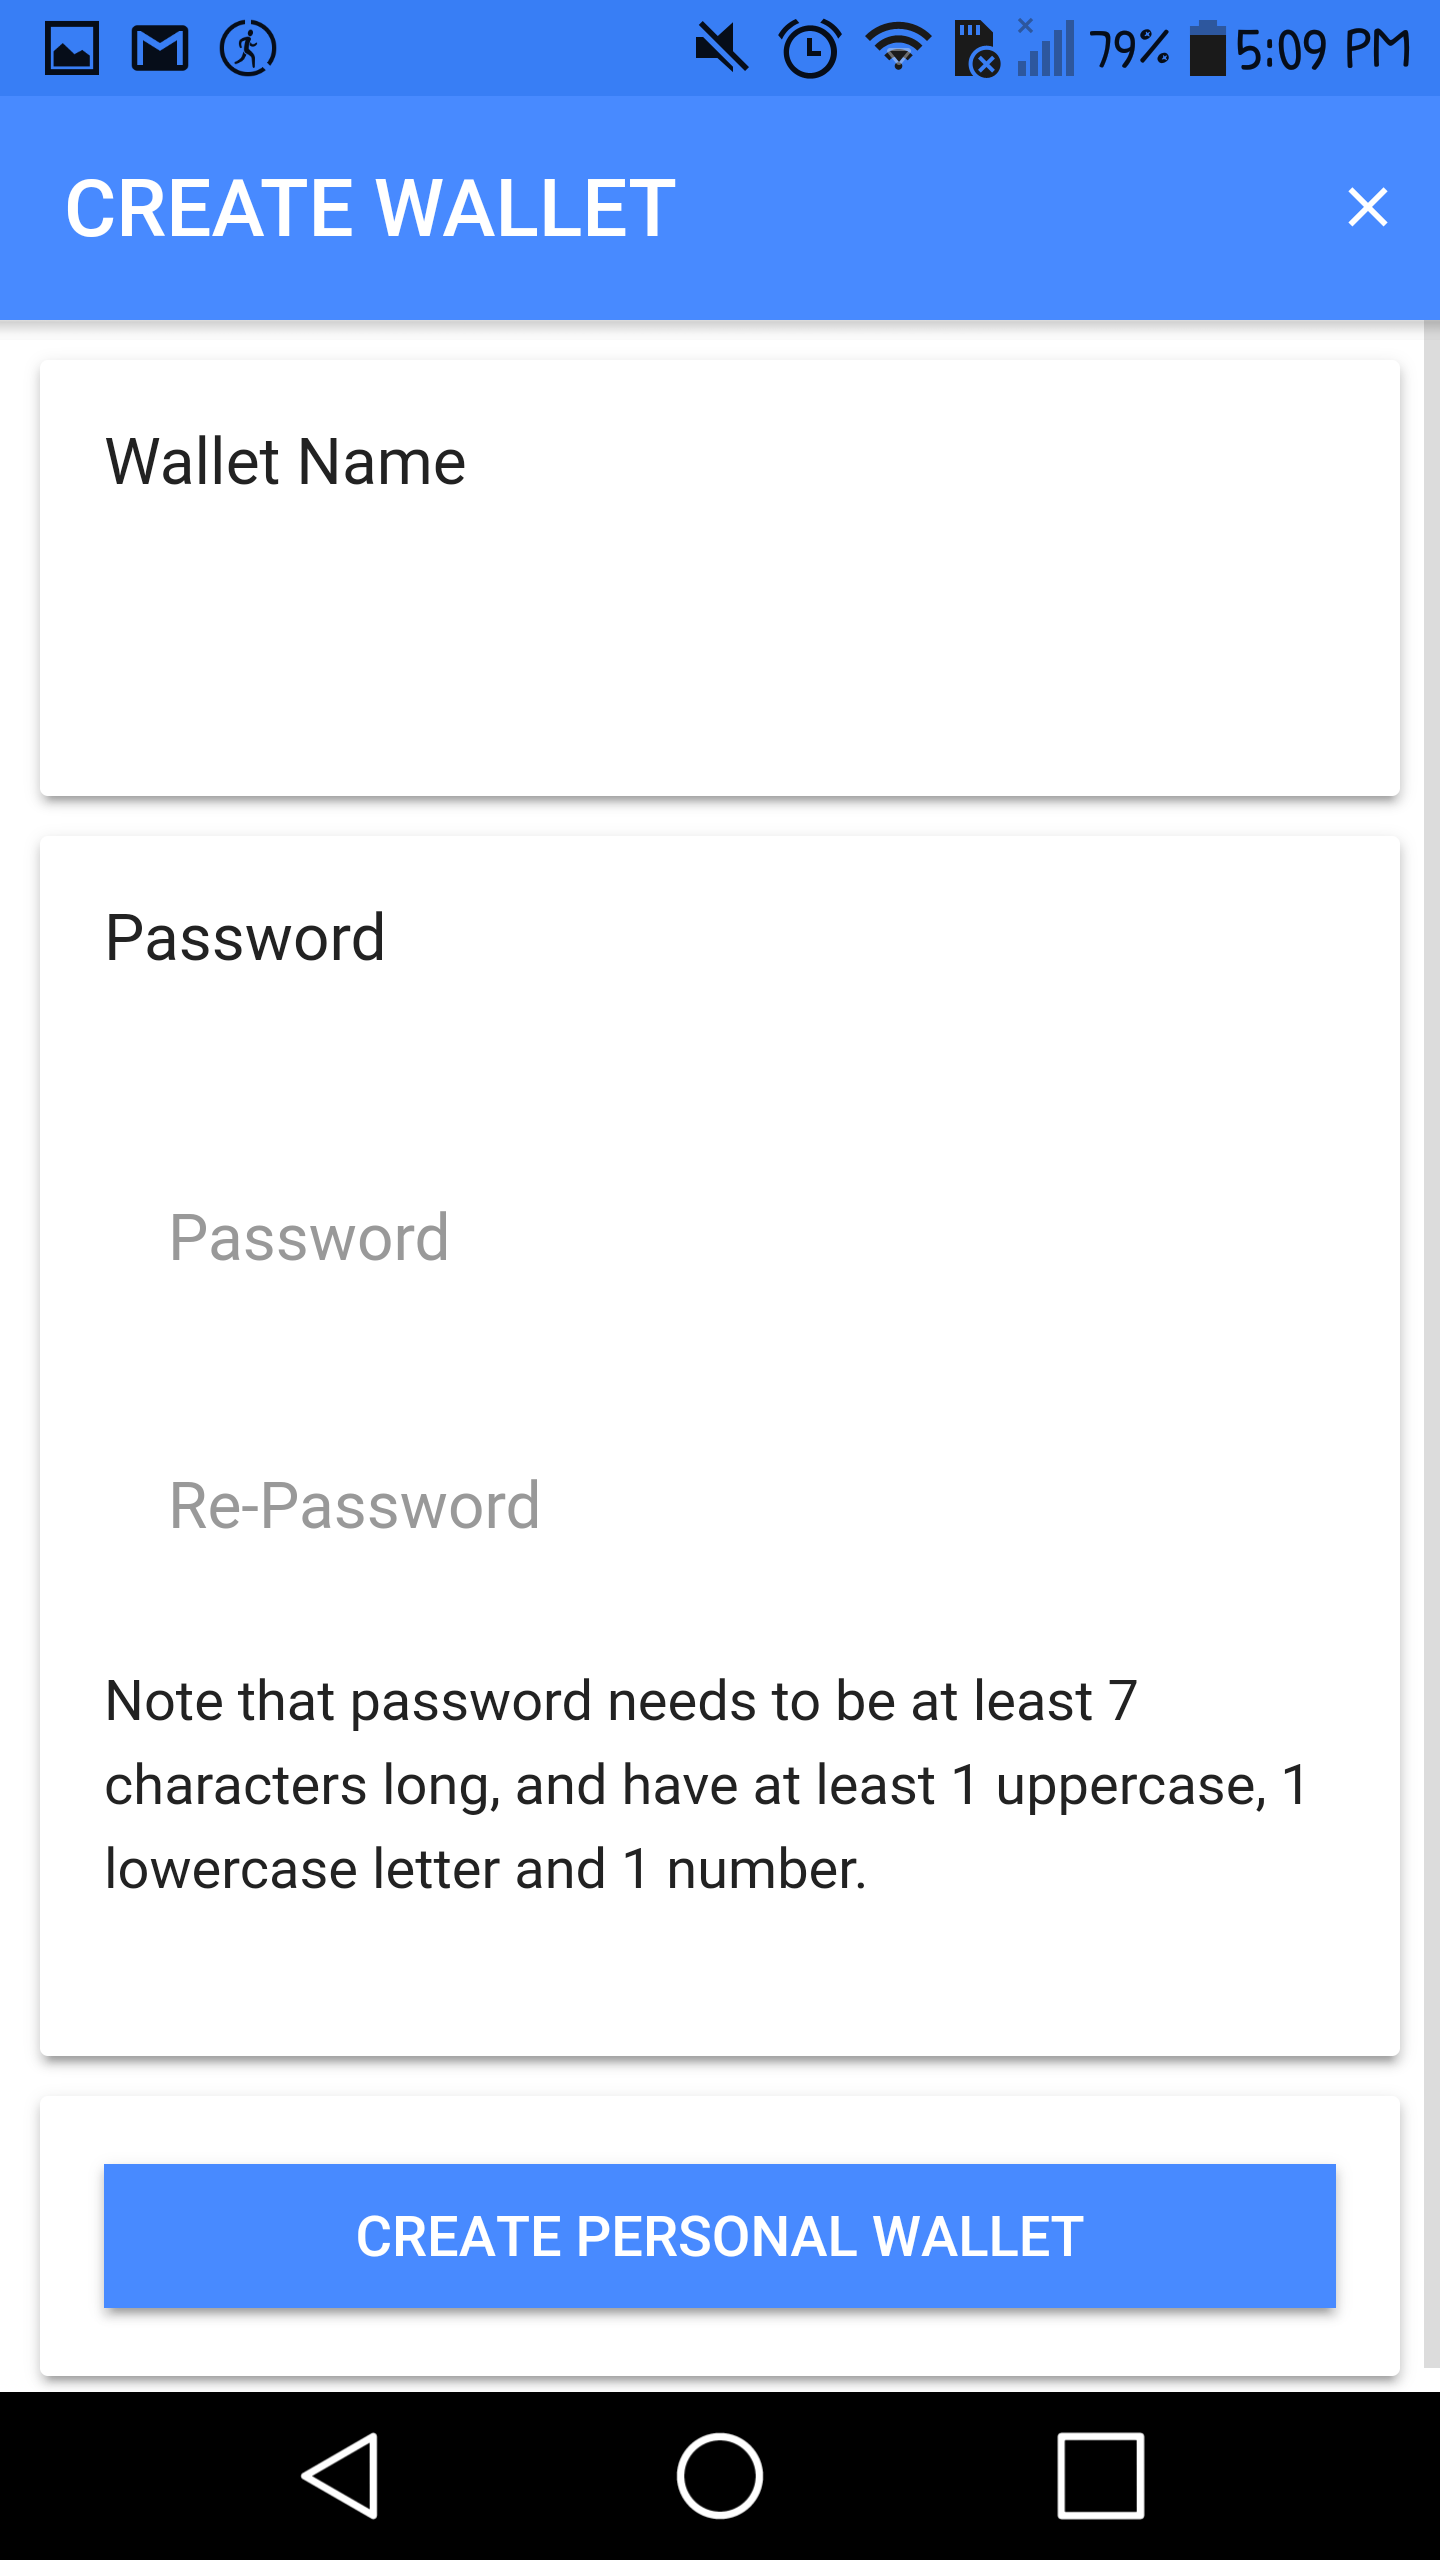 79% 5:09 PM
CREATE WALLET
Wallet Name
Password
Password
Re-Password
Note that password needs to be at least 7
characters long, and have at least 1 uppercase, 1
lowercase letter and 1 number.
CREATE PERSONAL WALLET